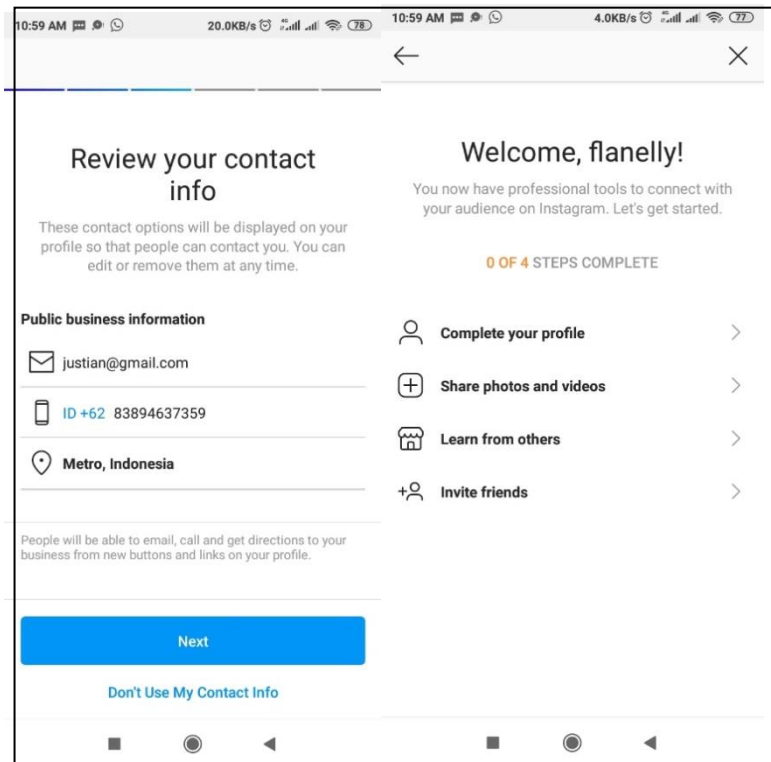 10:59 AM
20.0KB/s
78
Review your contact
info
These contact options will be displayed on your
profile so that people can contact you. You can
edit or remove them at any time.
Public business information
justian@gmail.com
ID +62 83894637359
Metro, Indonesia
People will be able to email, call and get directions to your
business from new buttons and links on your profile.
Next
Don't Use My Contact Info
10:59 AM
4.0KB/s
77
Welcome, flanelly!
You now have professional tools to connect with
your audience on Instagram. Let's get started.
0 OF 4 STEPS COMPLETE
Complete your profile
Share photos and videos
Learn from others
Invite friends